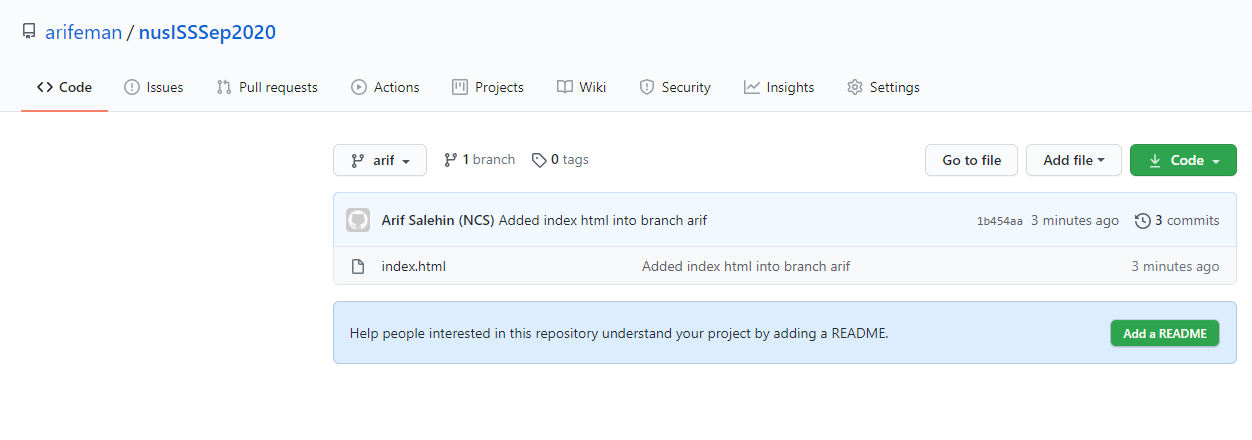 arifeman / nusISSSep2020
Code Issues Pull requests Actions Projects Wiki Security Insights Settings
arif 1 branch 0 tags Go to file Add file Code
Arif Salehin (NCS) Added index html into branch arif 1b454aa 3 minutes ago 3 commits
index.html Added index html into branch arif 3 minutes ago
Help people interested in this repository understand your project by adding a README. Add a README